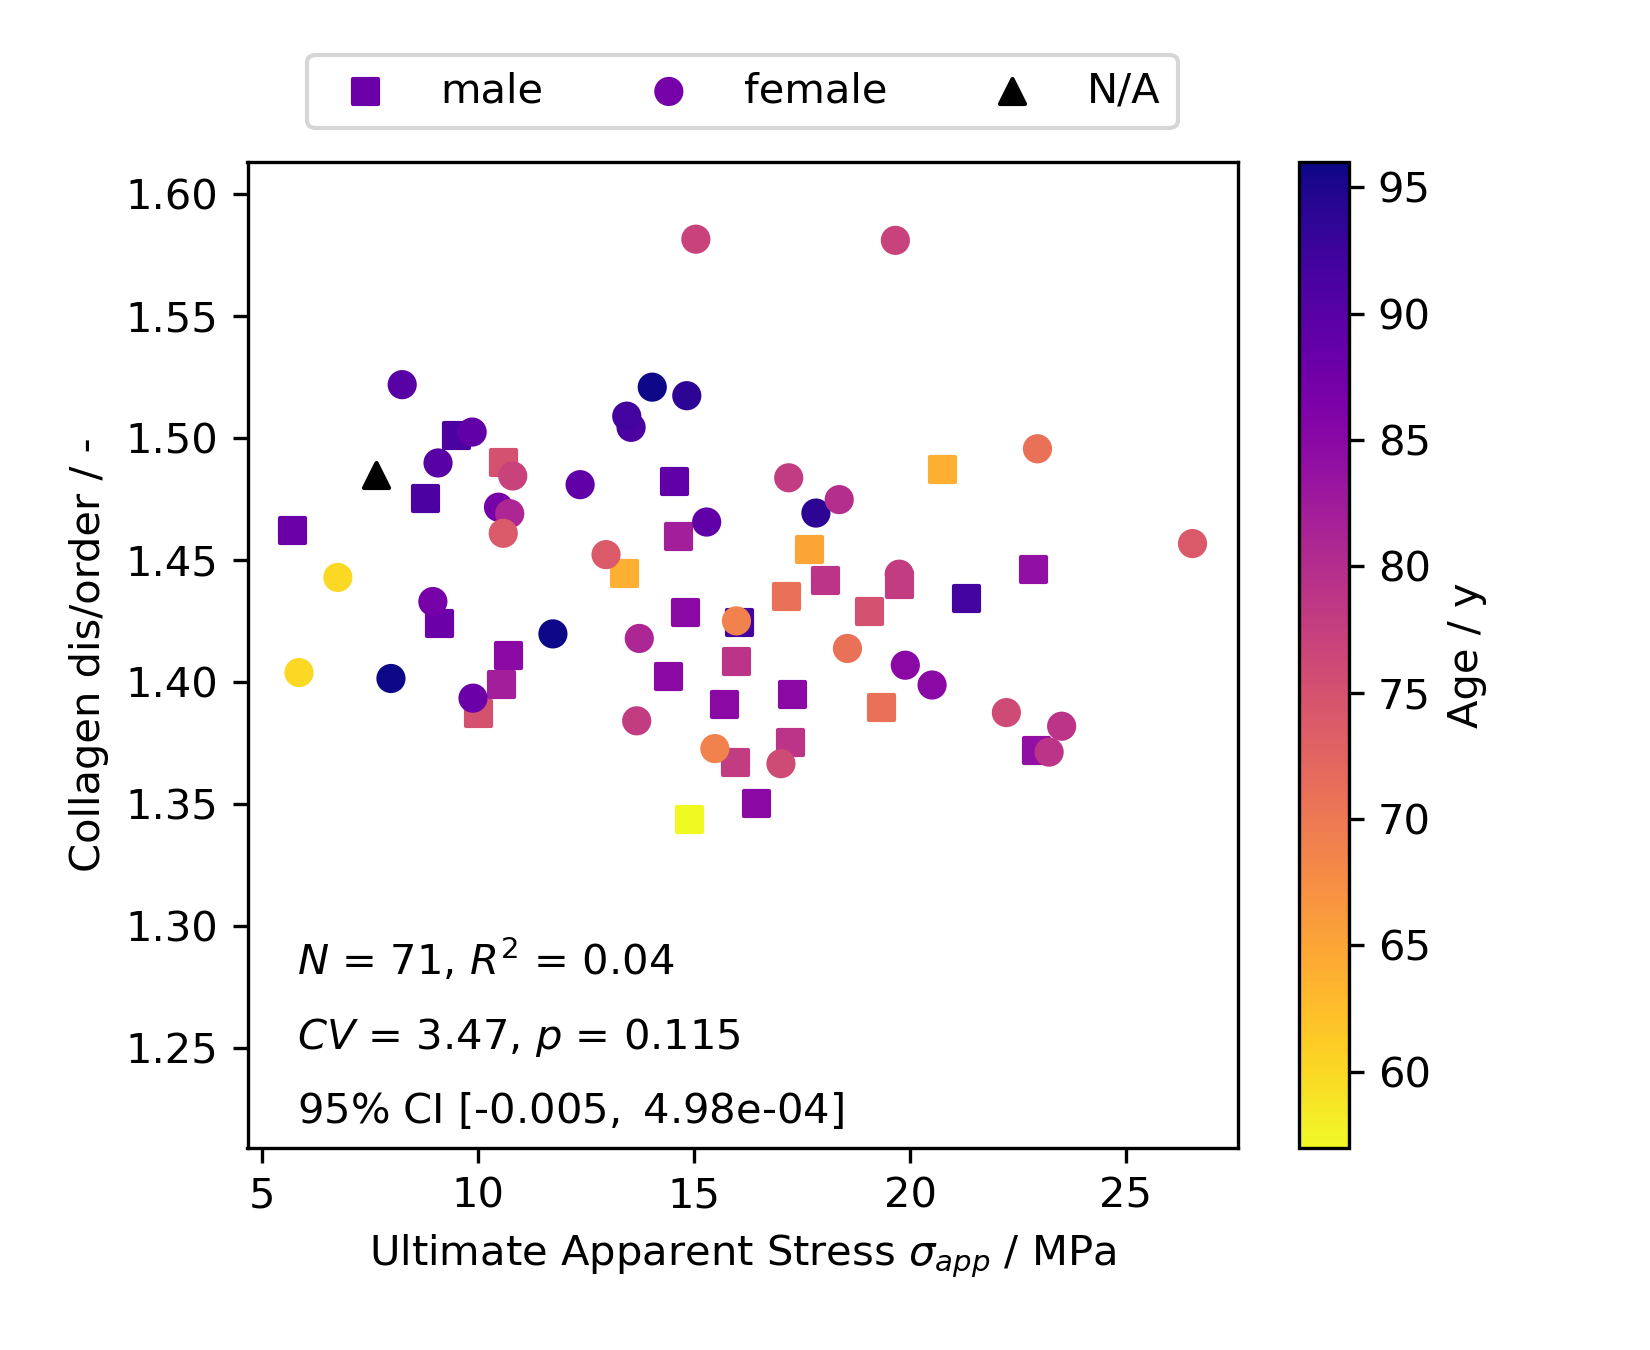 male female N/A
1.60
1.55
1.50
1.45
1.40
1.35
1.30
1.25
Collagen dis/order / -
N = 71, R² = 0.04
CV = 3.47, p = 0.115
95% CI [-0.005, 4.98e-04]
5 10 15 20 25
Ultimate Apparent Stress σapp / MPa
95
90
85
80
75
70
65
60
Age / y